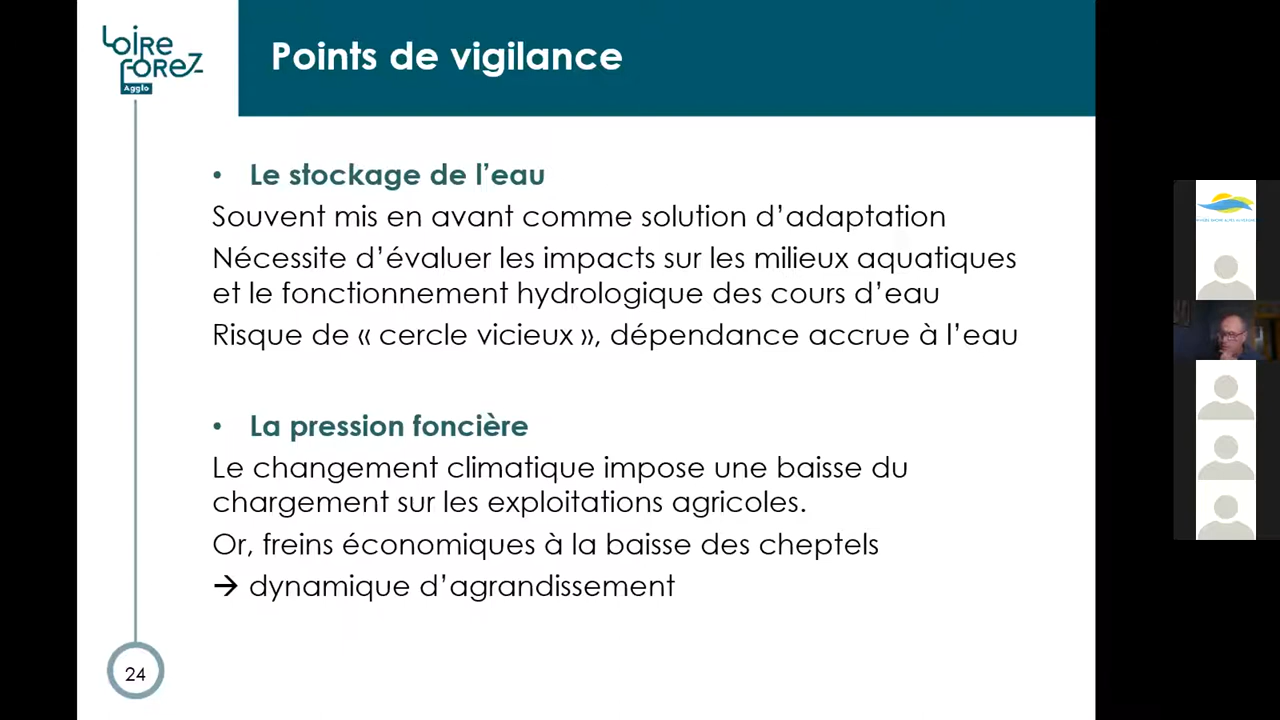 Loire
Forez
Agglo
Points de vigilance
• Le stockage de l’eau
Souvent mis en avant comme solution d’adaptation
Nécessite d’évaluer les impacts sur les milieux aquatiques
et le fonctionnement hydrologique des cours d’eau
Risque de « cercle vicieux », dépendance accrue à l’eau
• La pression foncière
Le changement climatique impose une baisse du
chargement sur les exploitations agricoles.
Or, freins économiques à la baisse des cheptels
→ dynamique d’agrandissement
24